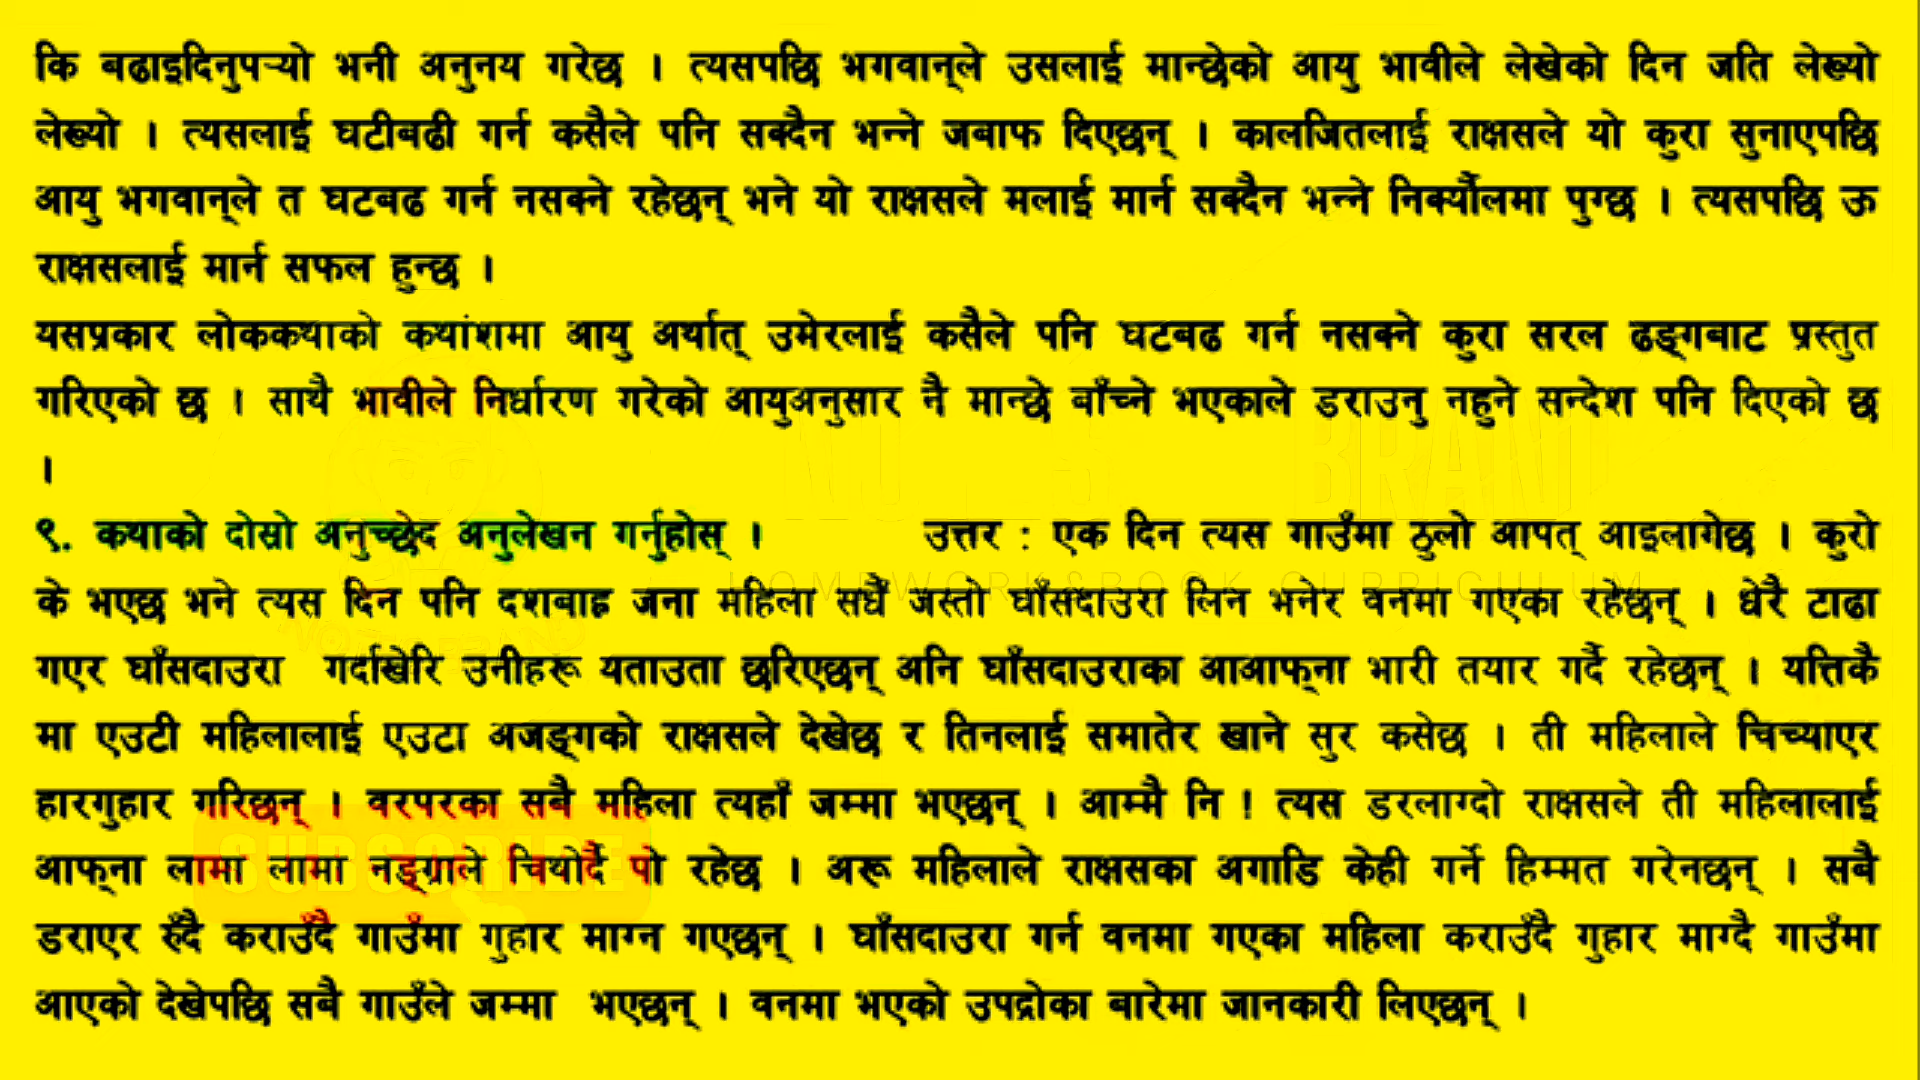 कि बढाइदिनुपऱ्यो भनी अनुनय गरेछ । त्यसपछि भगवान्‌ले उसलाई मान्छेको आयु भावीले लेखेको दिन जति लेख्यो
लेख्यो । त्यसलाई घटीबढी गर्न कसैले पनि सक्दैन भन्ने जबाफ दिएछन् । कालजितलाई राक्षसले यो कुरा सुनाएपछि
आयु भगवान्‌ले त घटबढ गर्न नसक्ने रहेछन् भने यो राक्षसले मलाई मार्न सक्दैन भन्ने निर्क्यौलमा पुग्छ । त्यसपछि ऊ
राक्षसलाई मार्न सफल हुन्छ ।
यसप्रकार लोककथाको कथांशमा आयु अर्थात् उमेरलाई कसैले पनि घटबढ गर्न नसक्ने कुरा सरल ढङ्गबाट प्रस्तुत
गरिएको छ । साथै भावीले निर्धारण गरेको आयुअनुसार नै मान्छे बाँच्ने भएकाले डराउनु नहुने सन्देश पनि दिएको छ
।
९. कथाको दोस्रो अनुच्छेद अनुलेखन गर्नुहोस् । उत्तर : एक दिन त्यस गाउँमा ठुलो आपत् आइलागेछ । कुरो
के भएछ भने त्यस दिन पनि दशबाह्र जना महिला सधैँ जस्तो घाँसदाउरा लिन भनेर वनमा गएका रहेछन् । धेरै टाढा
गएर घाँसदाउरा गर्दाखेरि उनीहरू यताउता छरिएछन् अनि घाँसदाउराका आआफ्‌ना भारी तयार गर्दै रहेछन् । यत्तिकै
मा एउटी महिलालाई एउटा अजङ्गको राक्षसले देखेछ र तिनलाई समातेर खाने सुर कसेछ । ती महिलाले चिच्याएर
हारगुहार गरिछन् । वरपरका सबै महिला त्यहाँ जम्मा भएछन् । आम्मै नि ! त्यस डरलाग्दो राक्षसले ती महिलालाई
आफ्‌ना लामा लामा नङ्ग्राले चियोर्दै पो रहेछ । अरू महिलाले राक्षसका अगाडि केही गर्ने हिम्मत गरेनछन् । सबै
SUBSCRIBE
डराएर रुँदै कराउँदै गाउँमा गुहार माग्न गएछन् । घाँसदाउरा गर्न वनमा गएका महिला कराउँदै गुहार माग्दै गाउँमा
आएको देखेपछि सबै गाउँले जम्मा भएछन् । वनमा भएको उपद्रोका बारेमा जानकारी लिएछन् ।